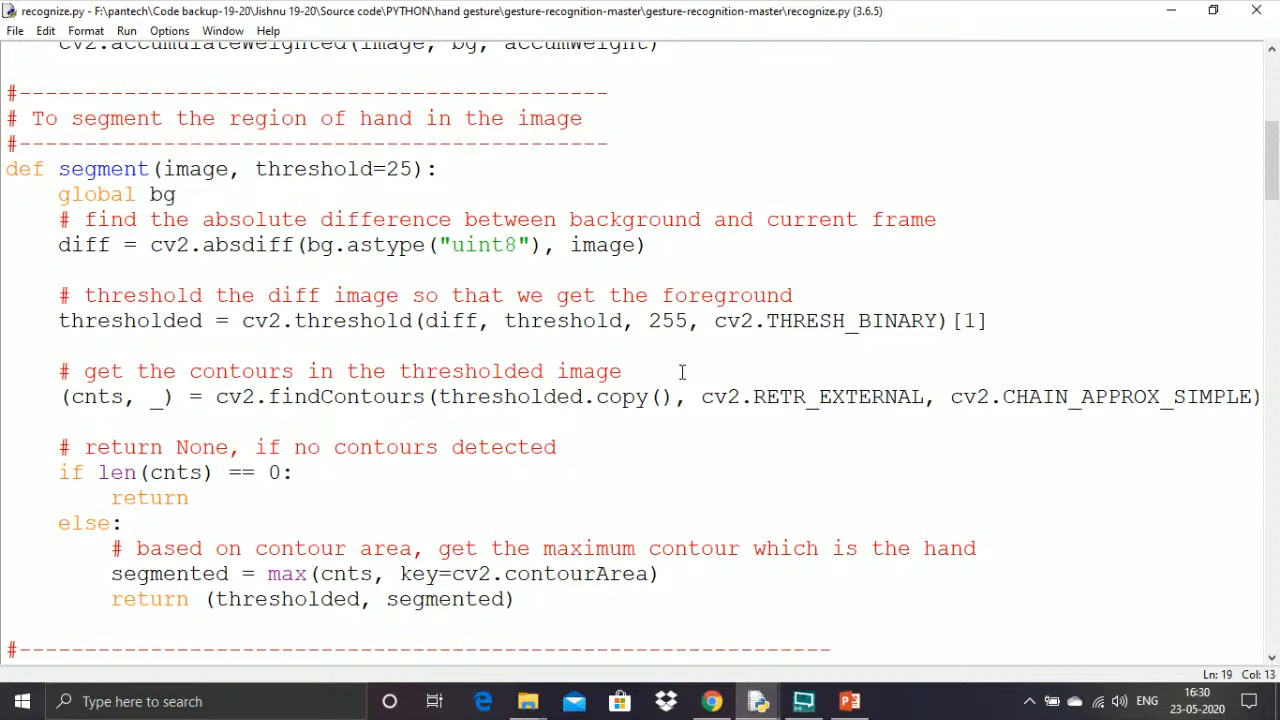 recognize.py - F:\pantech\Code backup-19-20\Jishnu 19-20\Source code\PYTHON\hand gesture\gesture-recognition-master\gesture-recognition-master\recognize.py (3.6.5)
File Edit Format Run Options Window Help
cv2.accumulateWeighted(image, bg, accumWeight)
#----------------------------------------------
# To segment the region of hand in the image
#----------------------------------------------
def segment(image, threshold=25):
global bg
# find the absolute difference between background and current frame
diff = cv2.absdiff(bg.astype("uint8"), image)
# threshold the diff image so that we get the foreground
thresholded = cv2.threshold(diff, threshold, 255, cv2.THRESH_BINARY)[1]
# get the contours in the thresholded image
(cnts, _) = cv2.findContours(thresholded.copy(), cv2.RETR_EXTERNAL, cv2.CHAIN_APPROX_SIMPLE)
# return None, if no contours detected
if len(cnts) == 0:
return
else:
# based on contour area, get the maximum contour which is the hand
segmented = max(cnts, key=cv2.contourArea)
return (thresholded, segmented)
#---------------------------------------------------------------
Ln: 19 Col: 13
Type here to search
ENG
16:30
23-05-2020